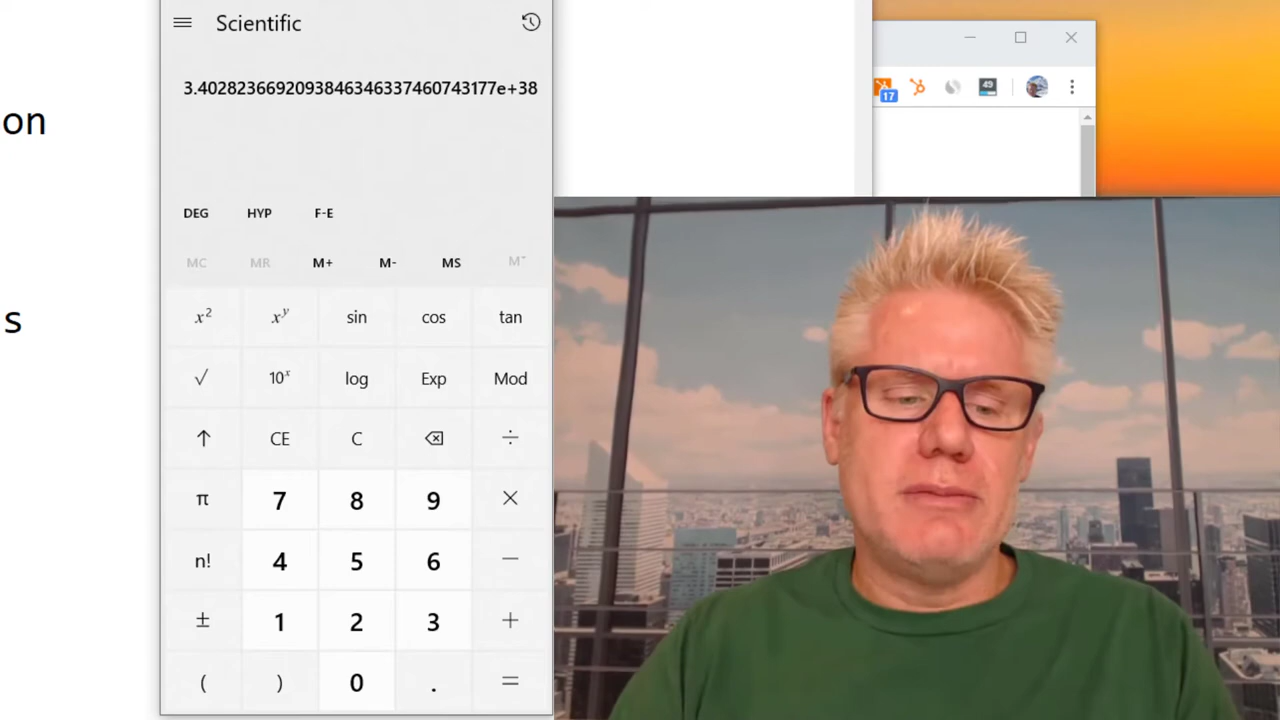 Scientific
3.4028236692093846346337460743177e+38
17
49
on
DEG HYP F-E
MC MR M+ M- MS M˅
s
x² xʸ sin cos tan
√ 10ˣ log Exp Mod
↑ CE C ÷
π 7 8 9 ×
n! 4 5 6 −
± 1 2 3 +
( ) 0 . =